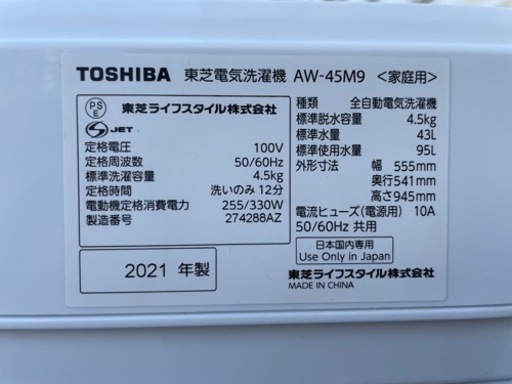 TOSHIBA 東芝電気洗濯機 AW-45M9 <家庭用>
PS
E
東芝ライフスタイル株式会社
S JET
定格電圧 100V
定格周波数 50/60Hz
標準洗濯容量 4.5kg
定格時間 洗いのみ 12分
電動機定格消費電力 255/330W
製造番号 274288AZ
2021 年製
種類 全自動電気洗濯機
標準脱水容量 4.5kg
標準水量 43L
標準使用水量 95L
外形寸法 幅 555mm
奥行541mm
高さ945mm
電流ヒューズ(電源用) 10A
50/60Hz 共用
日本国内専用
Use Only in Japan
東芝ライフスタイル株式会社
MADE IN CHINA